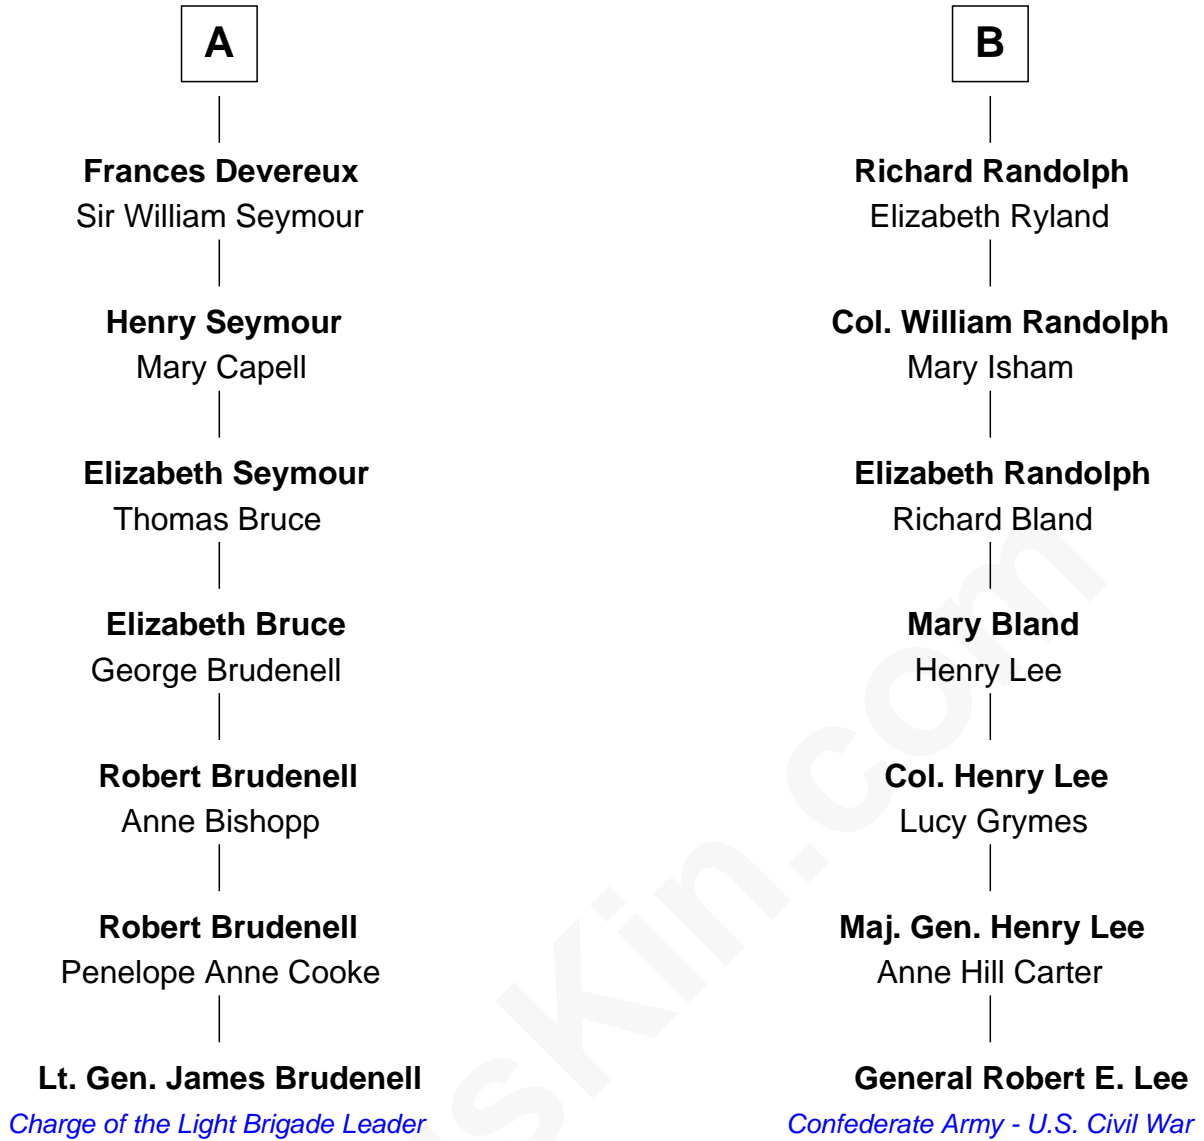 A
Frances Devereux
Sir William Seymour
Henry Seymour
Mary Capell
Elizabeth Seymour
Thomas Bruce
Elizabeth Bruce
George Brudenell
Robert Brudenell
Anne Bishopp
Robert Brudenell
Penelope Anne Cooke
Lt. Gen. James Brudenell
Charge of the Light Brigade Leader
B
Richard Randolph
Elizabeth Ryland
Col. William Randolph
Mary Isham
Elizabeth Randolph
Richard Bland
Mary Bland
Henry Lee
Col. Henry Lee
Lucy Grymes
Maj. Gen. Henry Lee
Anne Hill Carter
General Robert E. Lee
Confederate Army - U.S. Civil War
usKin.com